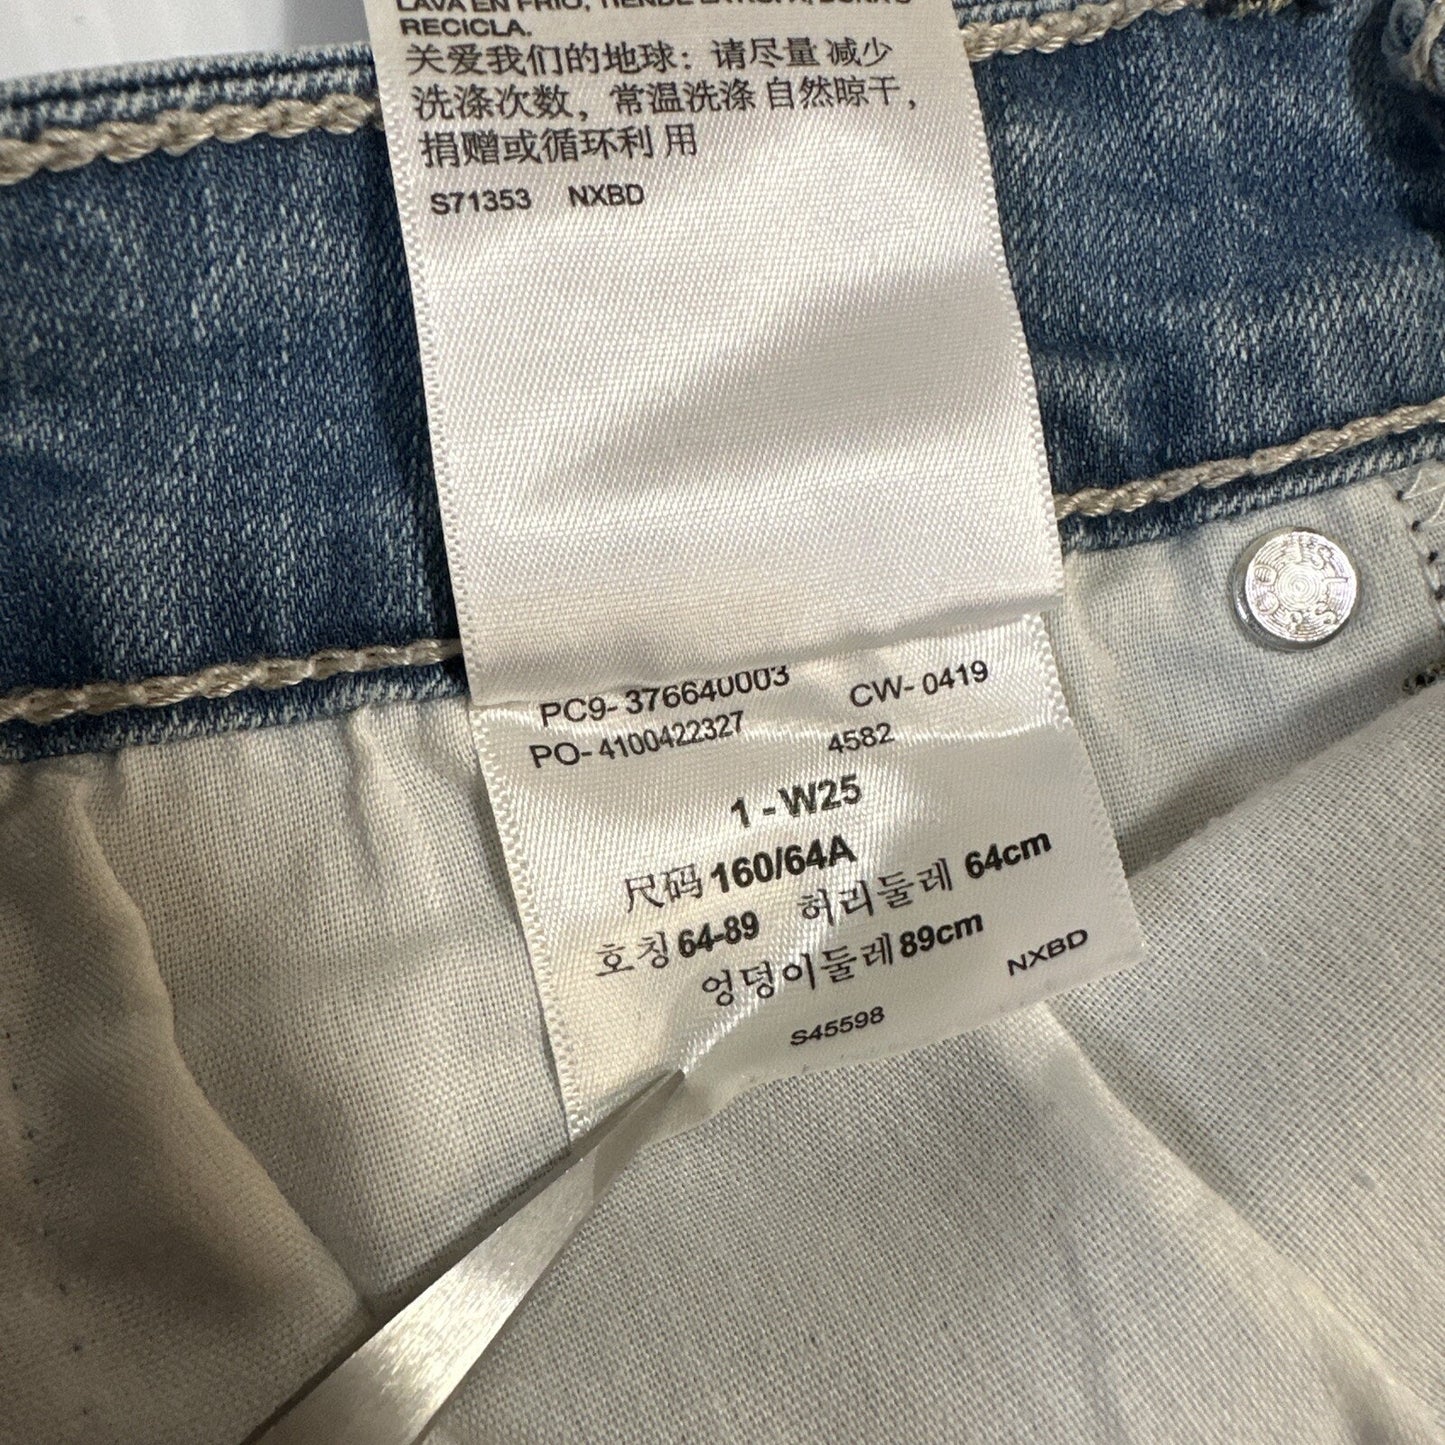 LAVA EN FRIO, TIENDE LA ROPA, DONA O
RECICLA.
关爱我们的地球：请尽量 减少
洗涤次数，常温洗涤 自然晾干，
捐赠或循环利 用
S71353 NXBD
PC9- 376640003 CW- 0419
PO- 4100422327 4582
1 - W25
尺码 160/64A
호칭 64-89 허리둘레 64cm
엉덩이둘레 89cm
NXBD
S45598